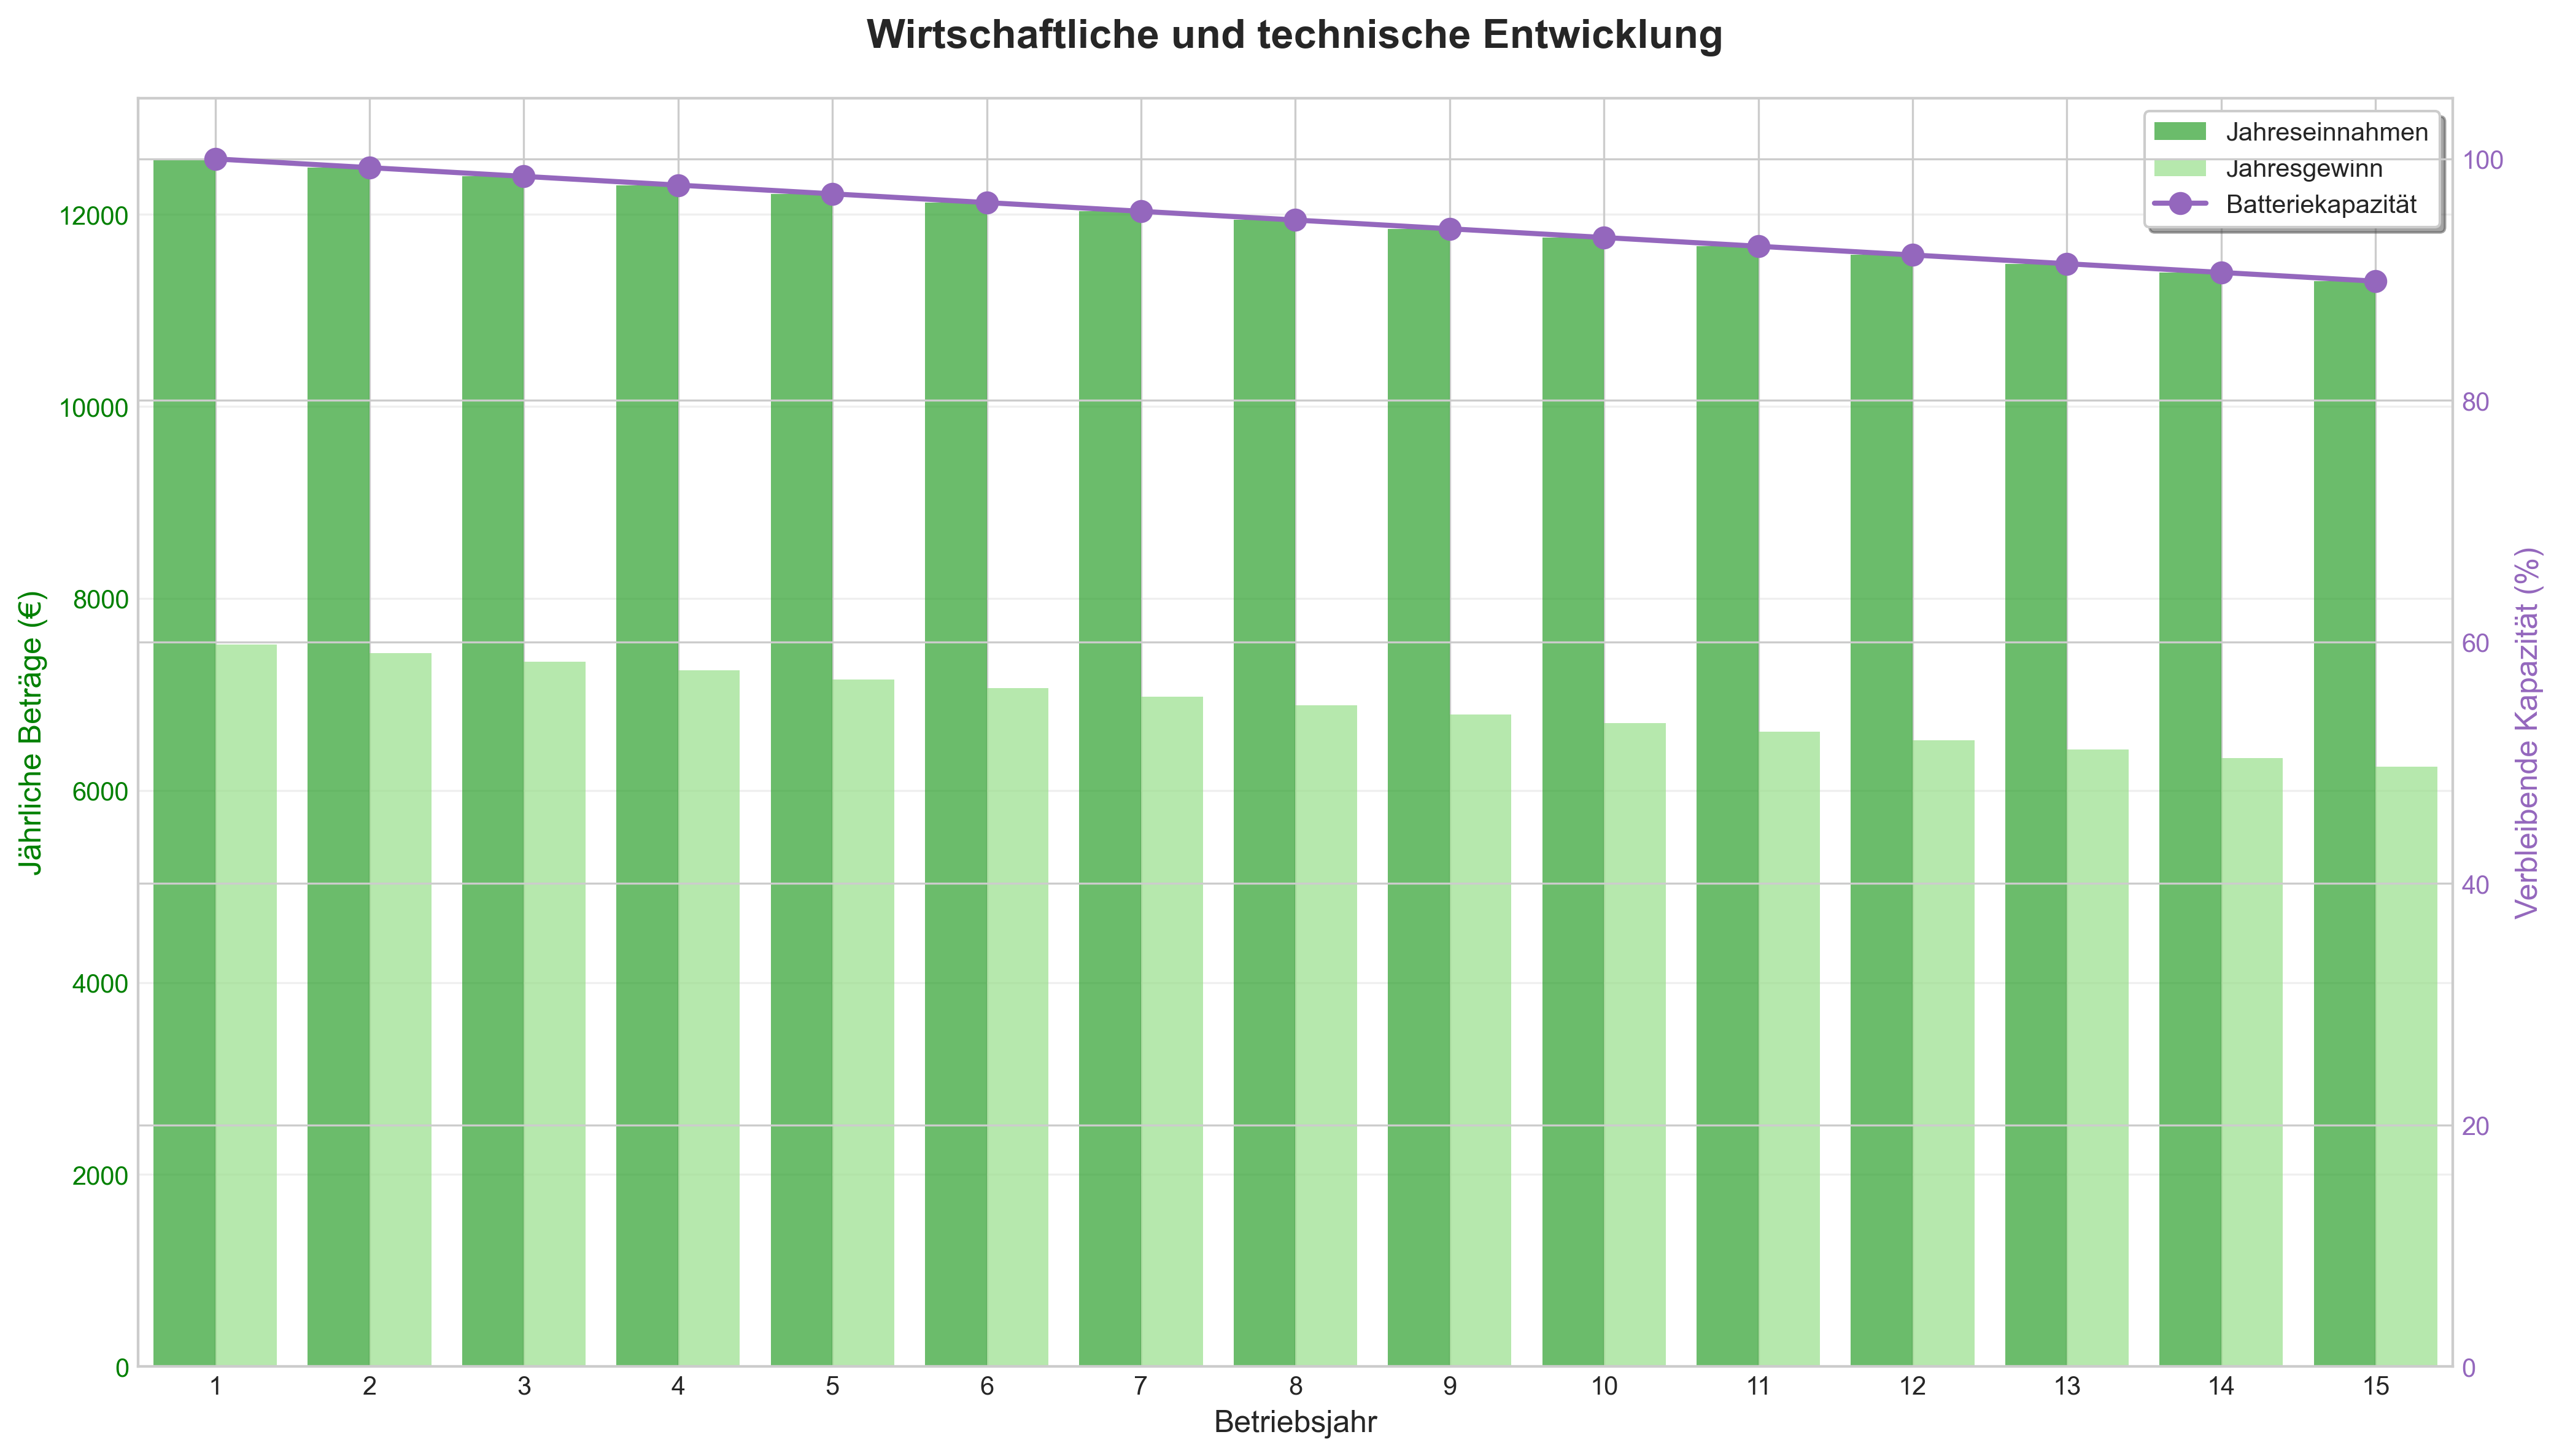 Wirtschaftliche und technische Entwicklung
Jahreseinnahmen
Jahresgewinn
Batteriekapazität
Jährliche Beträge (€)
12000
10000
8000
6000
4000
2000
0
Verbleibende Kapazität (%)
100
80
60
40
20
0
1 2 3 4 5 6 7 8 9 10 11 12 13 14 15
Betriebsjahr